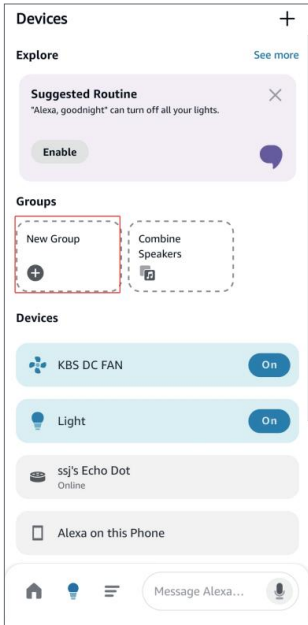 Devices
Explore
See more
Suggested Routine
"Alexa, goodnight" can turn off all your lights.
Enable
Groups
New Group
Combine
Speakers
Devices
KBS DC FAN
On
Light
On
ssj's Echo Dot
Online
Alexa on this Phone
Message Alexa...